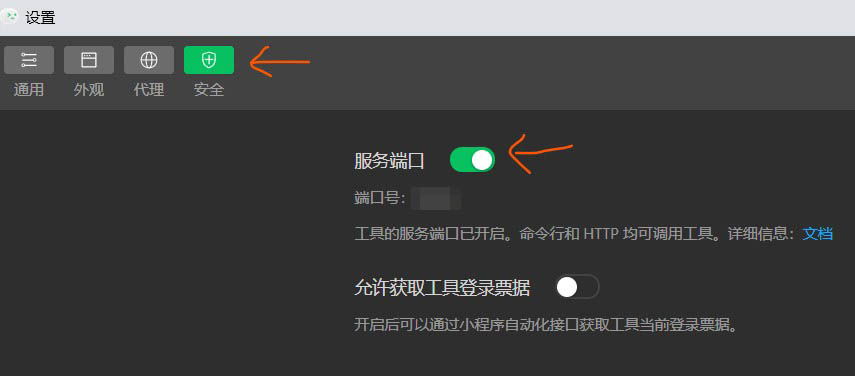 设置
通用 外观 代理 安全
服务端口
端口号:
工具的服务端口已开启。命令行和 HTTP 均可调用工具。详细信息：文档
允许获取工具登录票据
开启后可以通过小程序自动化接口获取工具当前登录票据。